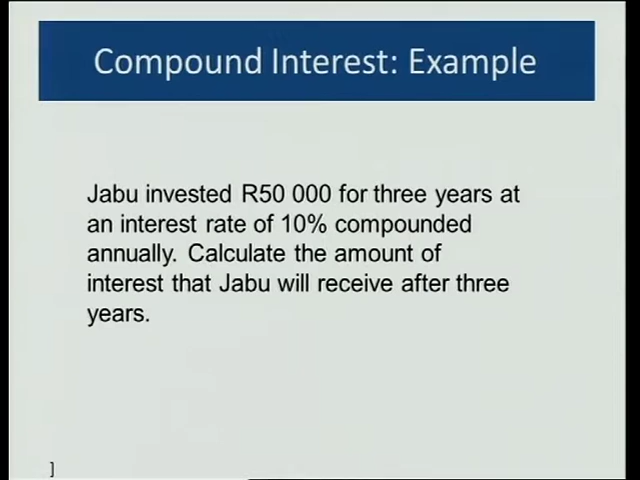 Compound Interest: Example
Jabu invested R50 000 for three years at
an interest rate of 10% compounded
annually. Calculate the amount of
interest that Jabu will receive after three
years.
]